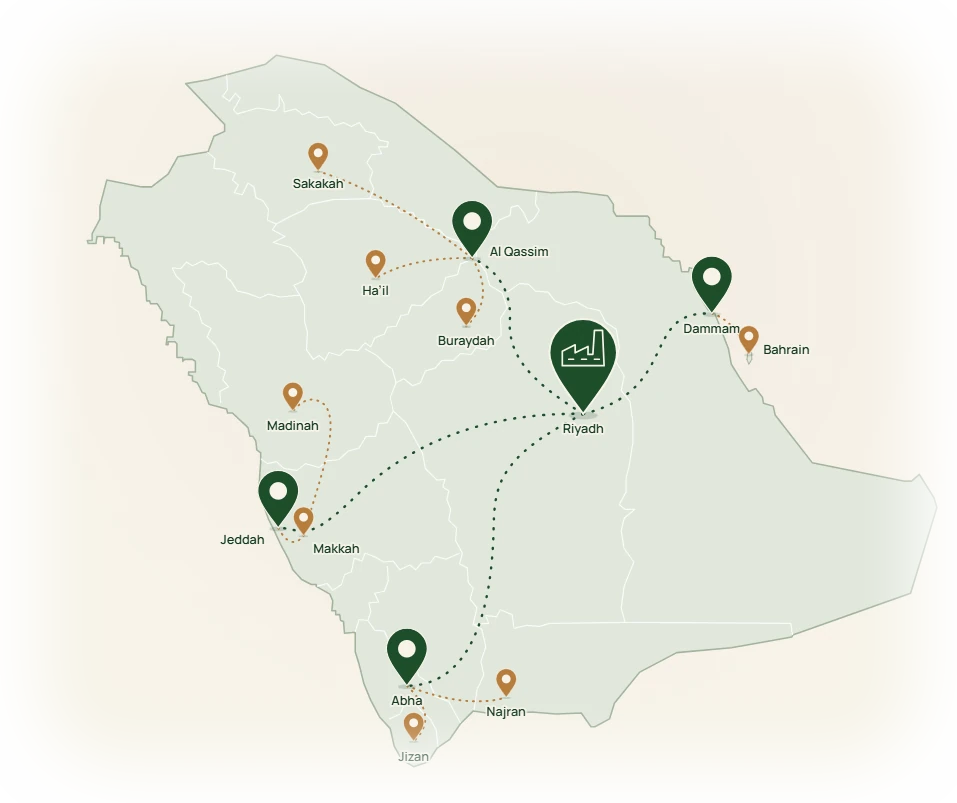 Sakakah
Al Qassim
Ha'il
Dammam
Buraydah
Bahrain
Madinah
Riyadh
Jeddah
Makkah
Abha
Najran
Jizan